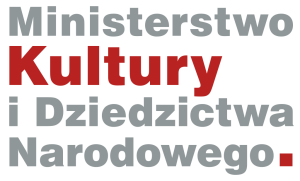 Ministerstwo
Kultury
i Dziedzictwa
Narodowego.